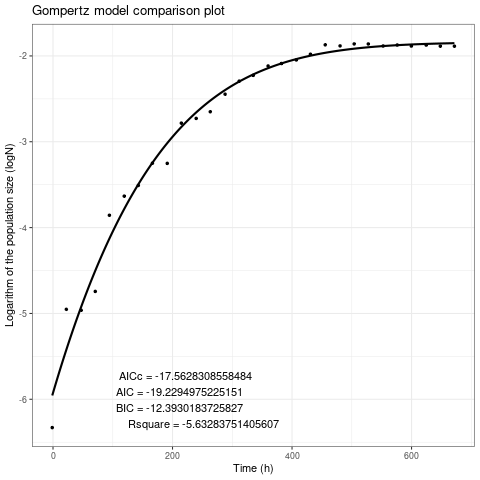 Gompertz model comparison plot
Logarithm of the population size (logN)
-2
-3
-4
-5
-6
AICc = -17.5628308558484
AIC = -19.2294975225151
BIC = -12.3930183725827
Rsquare = -5.63283751405607
0 200 400 600
Time (h)